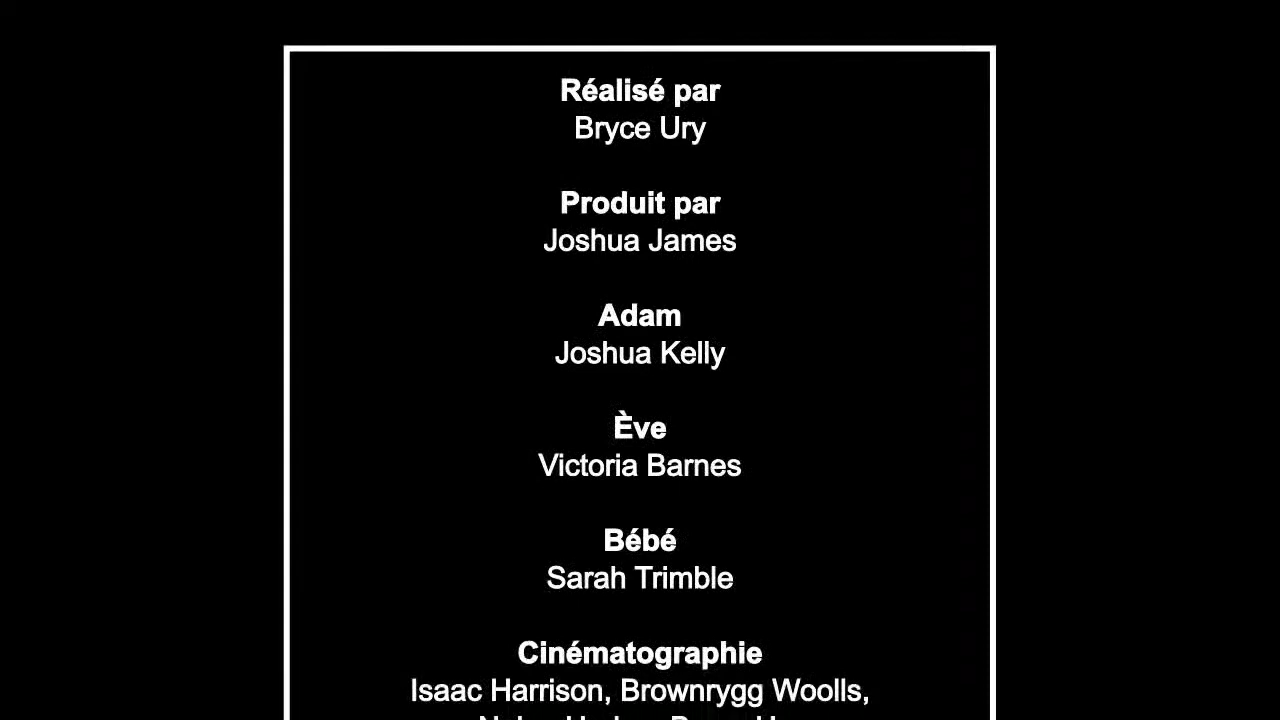 Réalisé par
Bryce Ury
Produit par
Joshua James
Adam
Joshua Kelly
Ève
Victoria Barnes
Bébé
Sarah Trimble
Cinématographie
Isaac Harrison, Brownrygg Woolls,